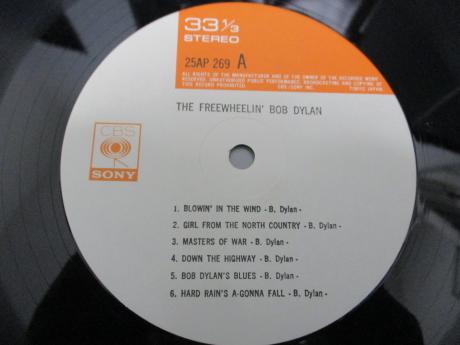 33 1/3
STEREO
25AP 269 A
ALL RIGHTS OF THE MANUFACTURER AND OF THE OWNER OF THE RECORDED WORK
RESERVED. UNAUTHORIZED PUBLIC PERFORMANCE, BROADCASTING AND COPYING OF
THIS RECORD PROHIBITED. CBS/SONY INC. TOKYO JAPAN
THE FREEWHEELIN' BOB DYLAN
CBS
SONY
1. BLOWIN' IN THE WIND - B. Dylan -
2. GIRL FROM THE NORTH COUNTRY - B. Dylan -
3. MASTERS OF WAR - B. Dylan -
4. DOWN THE HIGHWAY - B. Dylan -
5. BOB DYLAN'S BLUES - B. Dylan -
6. HARD RAIN'S A-GONNA FALL - B. Dylan -